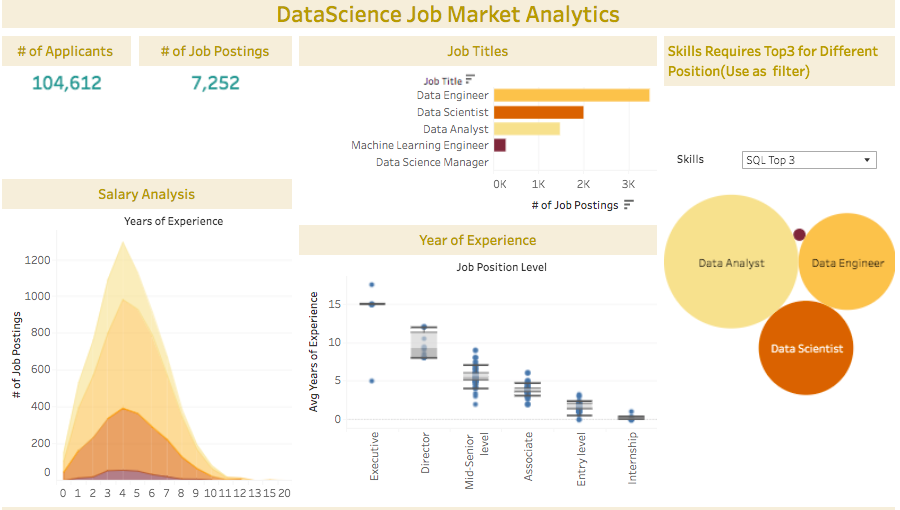 DataScience Job Market Analytics
# of Applicants
# of Job Postings
104,612
7,252
Job Titles
Job Title
Data Engineer
Data Scientist
Data Analyst
Machine Learning Engineer
Data Science Manager
0K 1K 2K 3K
# of Job Postings
Skills Requires Top3 for Different
Position(Use as filter)
Skills
SQL Top 3
Data Analyst
Data Engineer
Data Scientist
Salary Analysis
Years of Experience
# of Job Postings
1200
1000
800
600
400
200
0
0 1 2 3 4 5 6 7 8 9 10 11 12 13 15 20
Year of Experience
Job Position Level
Avg Years of Experience
15
10
5
0
Executive
Director
Mid-Senior
level
Associate
Entry level
Internship